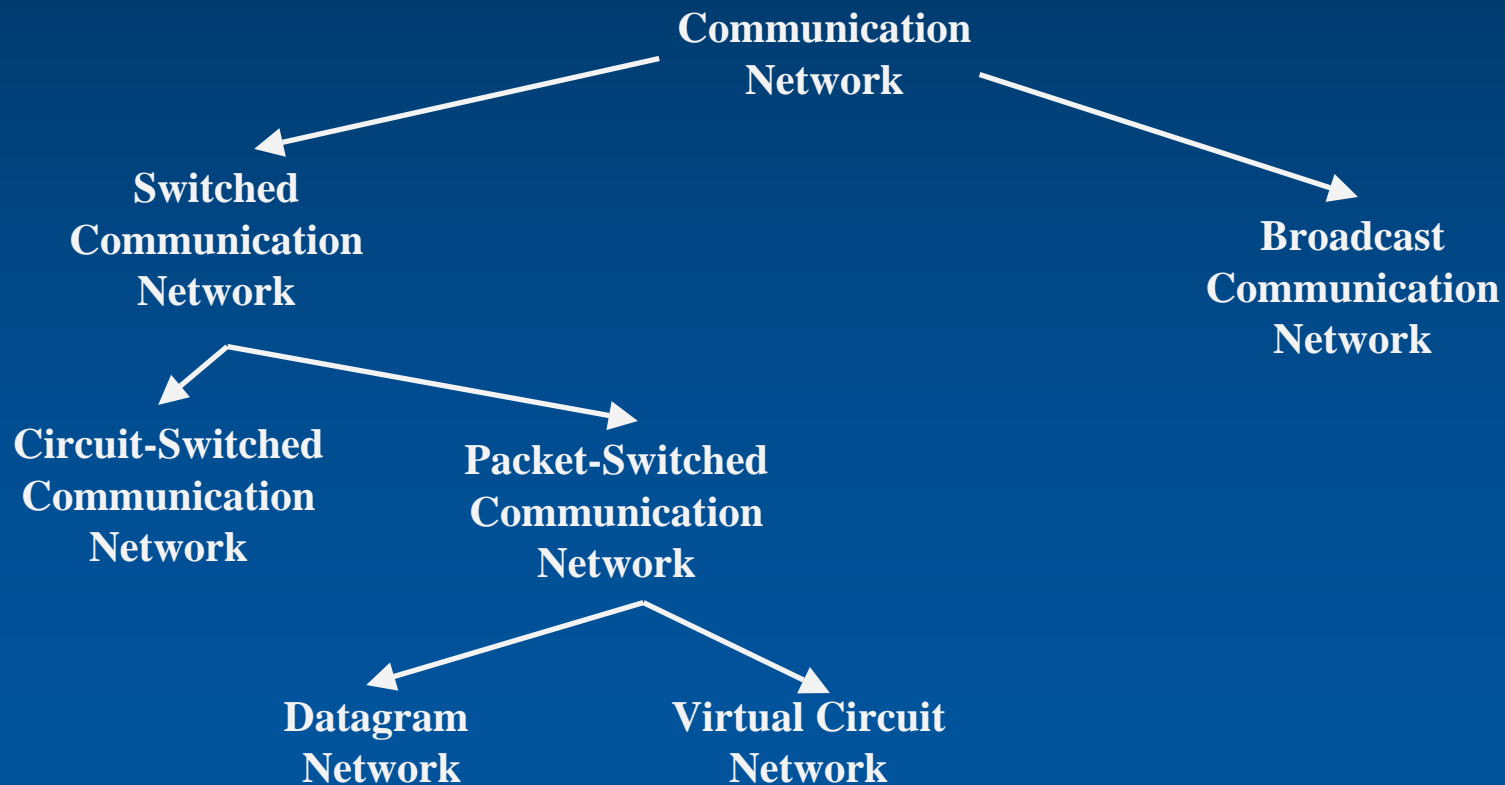 Communication
Network
Switched
Communication
Network
Broadcast
Communication
Network
Circuit-Switched
Communication
Network
Packet-Switched
Communication
Network
Datagram
Network
Virtual Circuit
Network